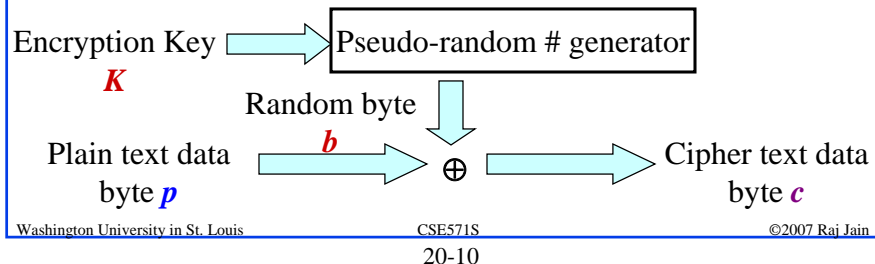 Encryption Key
K
Pseudo-random # generator
Random byte
b
Plain text data
byte p
⊕
Cipher text data
byte c
Washington University in St. Louis
CSE571S
©2007 Raj Jain
20-10